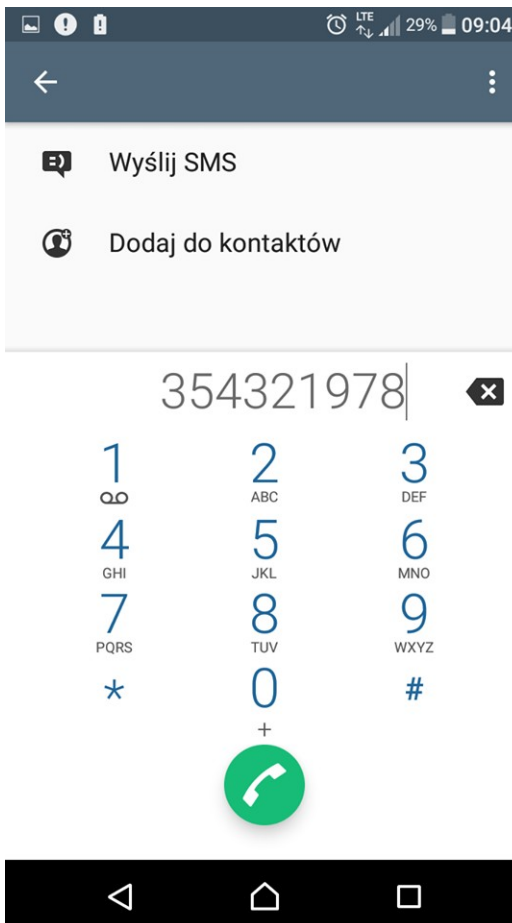 LTE 29% 09:04
Wyślij SMS
Dodaj do kontaktów
354321978
1 2 3
ABC DEF
4 5 6
GHI JKL MNO
7 8 9
PQRS TUV WXYZ
* 0 #
+